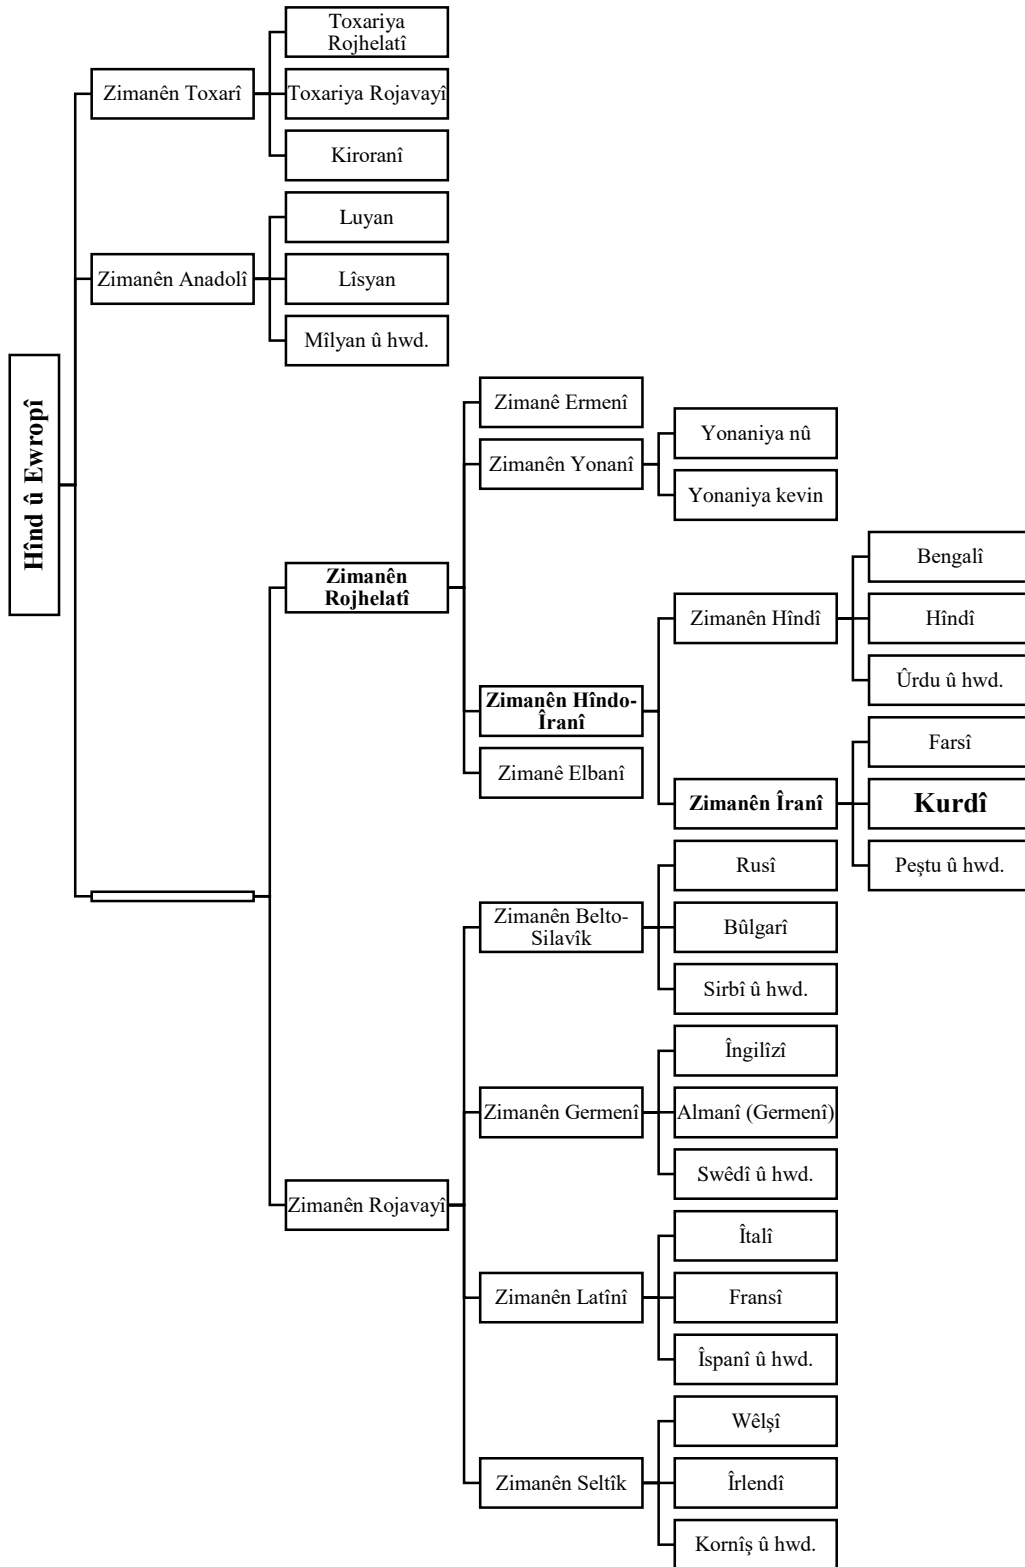 Hînd û Ewropî
Zimanên Toxarî
Toxariya
Rojhelatî
Toxariya Rojavayî
Kiroranî
Zimanên Anadolî
Luyan
Lîsyan
Mîlyan û hwd.
Zimanên
Rojhelatî
Zimanê Ermenî
Zimanên Yonanî
Yonaniya nû
Yonaniya kevin
Zimanên Hîndo-
Îranî
Zimanên Hîndî
Bengalî
Hîndî
Ûrdu û hwd.
Zimanên Îranî
Farsî
Kurdî
Peştu û hwd.
Zimanê Elbanî
Zimanên Rojavayî
Zimanên Belto-
Silavîk
Rusî
Bûlgarî
Sirbî û hwd.
Zimanên Germenî
Îngilîzî
Almanî (Germenî)
Swêdî û hwd.
Zimanên Latînî
Îtalî
Fransî
Îspanî û hwd.
Zimanên Seltîk
Wêlşî
Îrlendî
Kornîş û hwd.